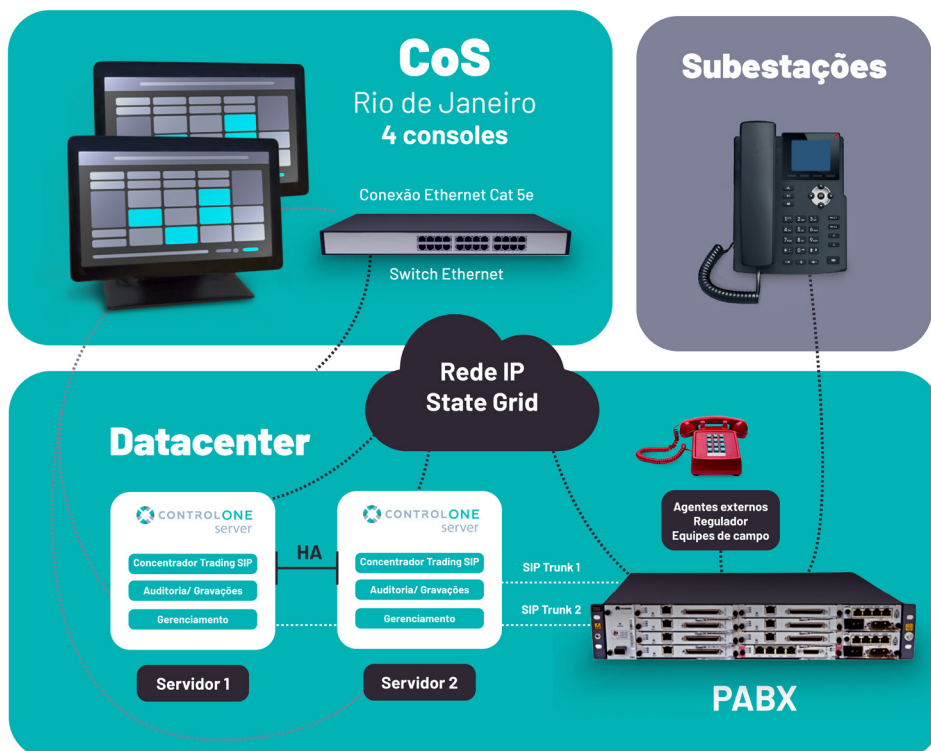 CoS
Rio de Janeiro
4 consoles
Conexão Ethernet Cat 5e
Switch Ethernet
Subestações
Rede IP
State Grid
Datacenter
CONTROLONE
server
Concentrador Trading SIP
Auditoria/ Gravações
Gerenciamento
Servidor 1
HA
CONTROLONE
server
Concentrador Trading SIP
Auditoria/ Gravações
Gerenciamento
Servidor 2
SIP Trunk 1
SIP Trunk 2
Agentes externos
Regulador
Equipes de campo
PABX